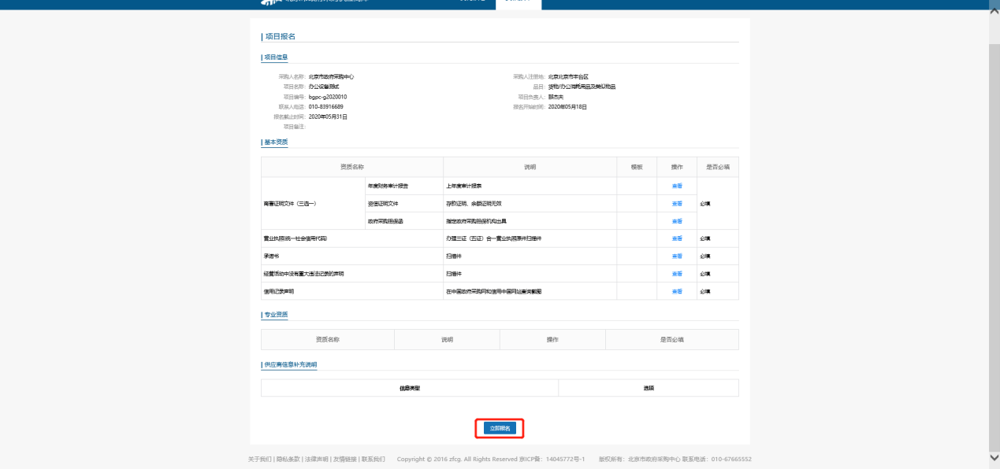 项目报名
项目信息
采购人名称: 北京市政府采购中心 采购人注册地: 北京北京市丰台区
项目名称: 办公设备测试 品目: 货物/办公消耗用品及类似物品
项目编号: bgpc-g2020010 项目负责人: 郭杰夫
联系人电话: 010-83916689 报名开始时间: 2020年05月18日
报名截止时间: 2020年05月31日
项目备注:
基本资质
资质名称 说明 模板 操作 是否必填
年度财务审计报告 上年度审计报表 查看
商誉证明文件（三选一） 资信证明文件 存款证明、余额证明无效 查看 必填
政府采购担保函 指定政府采购担保机构出具 查看
营业执照(统一社会信用代码) 办理三证（五证）合一营业执照原件扫描件 查看 必填
承诺书 扫描件 查看 必填
经营活动中没有重大违法记录的声明 扫描件 查看 必填
信用记录声明 在中国政府采购网和信用中国网站查询截图 查看 必填
专业资质
资质名称 说明 操作 是否必填
供应商信息补充说明
信息类型 选项
立即报名
关于我们 | 隐私条款 | 法律声明 | 友情链接 | 联系我们 Copyright © 2016 zfcg. All Rights Reserved 京ICP备: 14045772号-1 版权所有: 北京市政府采购中心 联系电话: 010-67665552